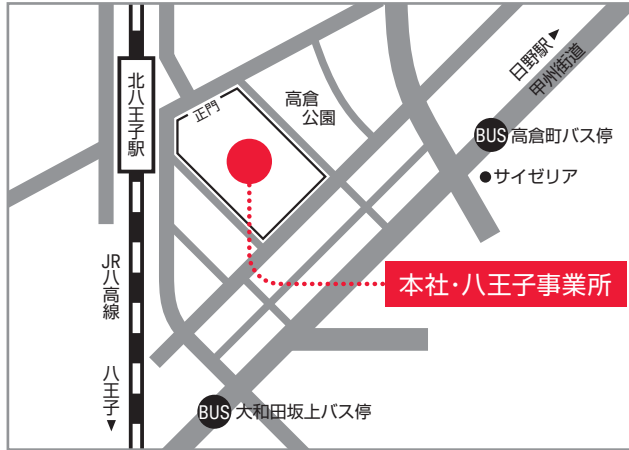 北八王子駅
JR八高線
八王子▼
正門
高倉
公園
日野駅▶
甲州街道
BUS 高倉町バス停
●サイゼリア
本社・八王子事業所
BUS 大和田坂上バス停